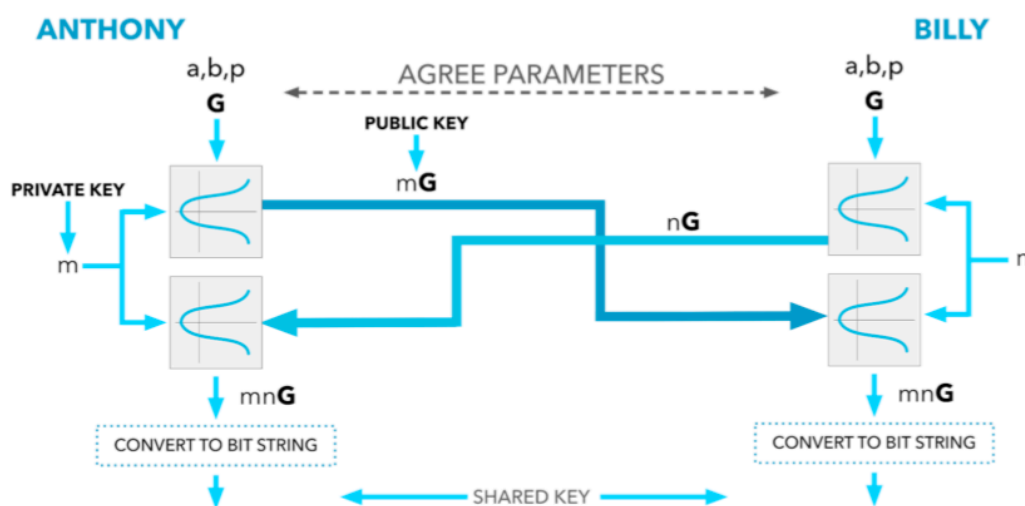 ANTHONY
BILLY
a,b,p
AGREE PARAMETERS
a,b,p
G
G
PUBLIC KEY
PRIVATE KEY
mG
nG
m
n
mnG
mnG
CONVERT TO BIT STRING
CONVERT TO BIT STRING
SHARED KEY